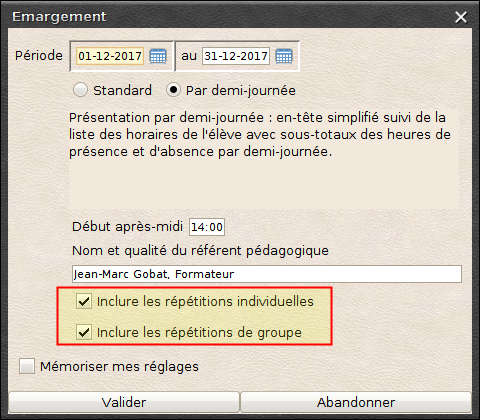 Emargement
Période 01-12-2017 au 31-12-2017
Standard Par demi-journée
Présentation par demi-journée : en-tête simplifié suivi de la
liste des horaires de l'élève avec sous-totaux des heures de
présence et d'absence par demi-journée.
Début après-midi 14:00
Nom et qualité du référent pédagogique
Jean-Marc Gobat, Formateur
Inclure les répétitions individuelles
Inclure les répétitions de groupe
Mémoriser mes réglages
Valider Abandonner